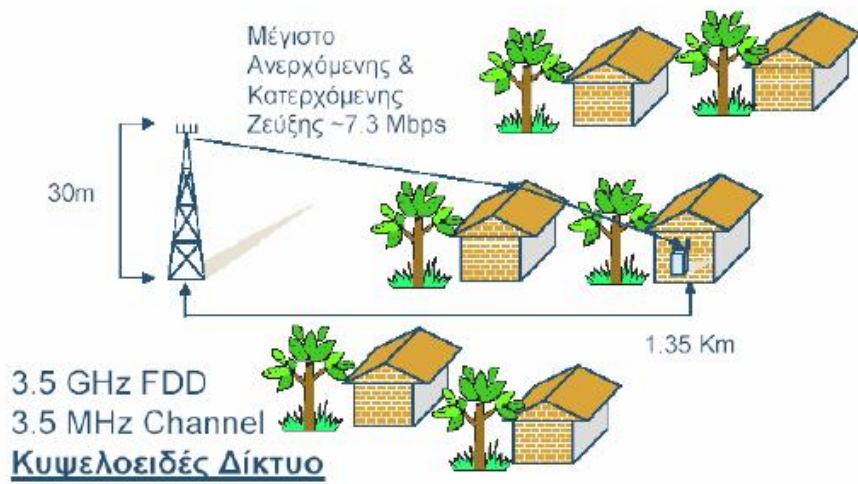 Μέγιστο
Ανερχόμενης &
Κατερχόμενης
Ζεύξης ~7.3 Mbps
30m
1.35 Km
3.5 GHz FDD
3.5 MHz Channel
Κυψελοειδές Δίκτυο